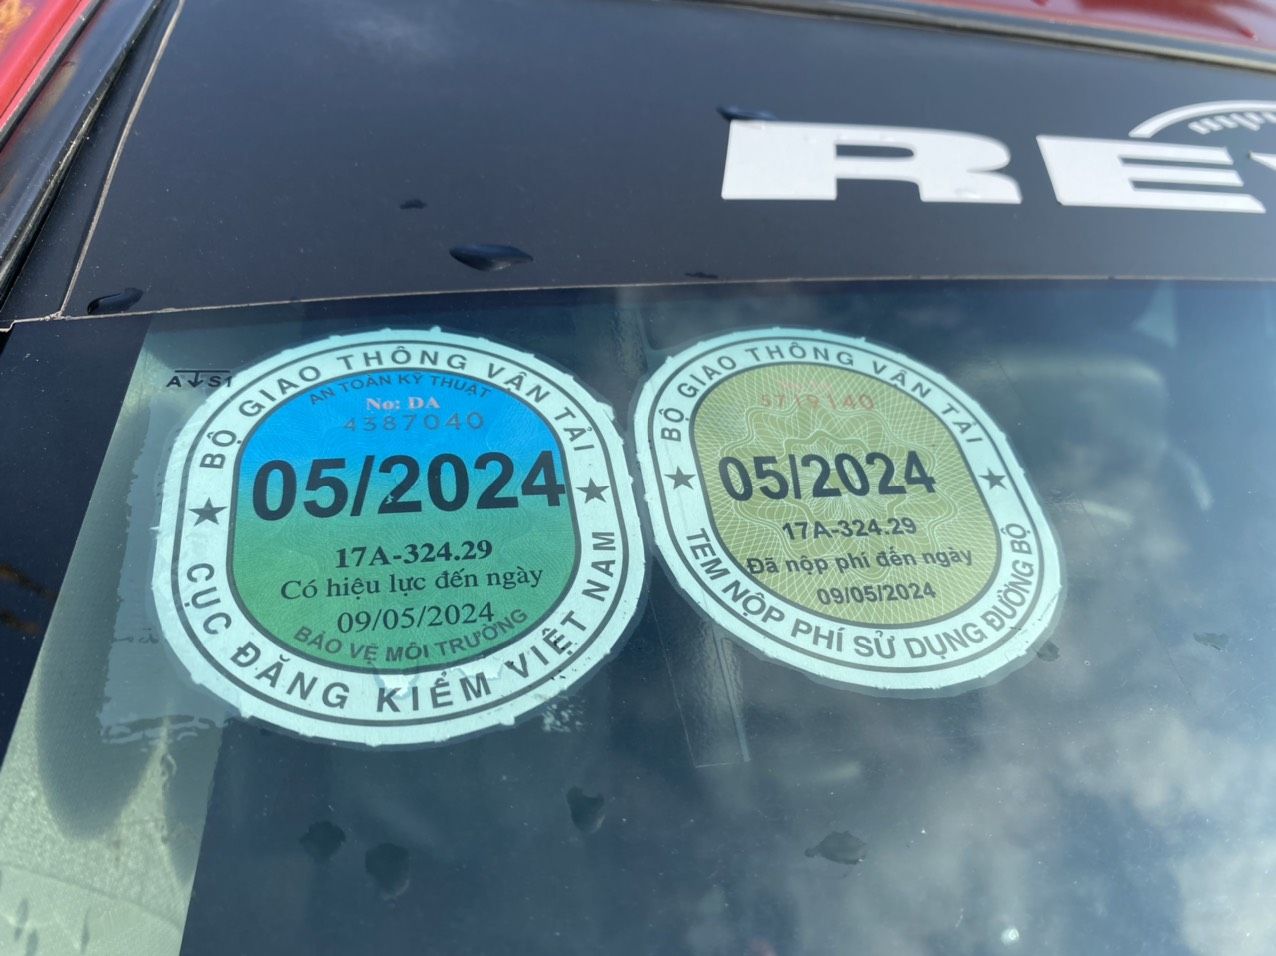 RE
A S1
BỘ GIAO THÔNG VẬN TẢI
AN TOÀN KỸ THUẬT
No: DA
4387040
05/2024
17A-324.29
Có hiệu lực đến ngày
09/05/2024
BẢO VỆ MÔI TRƯỜNG
★ CỤC ĐĂNG KIỂM VIỆT NAM ★
BỘ GIAO THÔNG VẬN TẢI
5719140
05/2024
17A-324.29
Đã nộp phí đến ngày
09/05/2024
★ TEM NỘP PHÍ SỬ DỤNG ĐƯỜNG BỘ ★